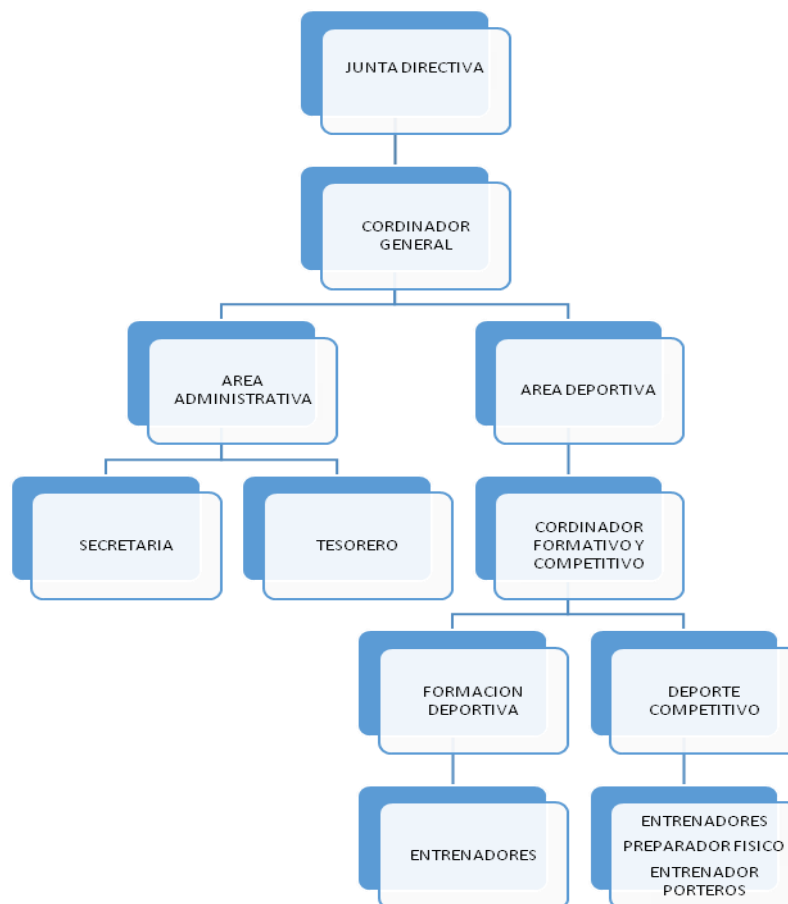 JUNTA DIRECTIVA
CORDINADOR
GENERAL
AREA
ADMINISTRATIVA
AREA DEPORTIVA
SECRETARIA
TESORERO
CORDINADOR
FORMATIVO Y
COMPETITIVO
FORMACION
DEPORTIVA
DEPORTE
COMPETITIVO
ENTRENADORES
ENTRENADORES
PREPARADOR FISICO
ENTRENADOR
PORTEROS